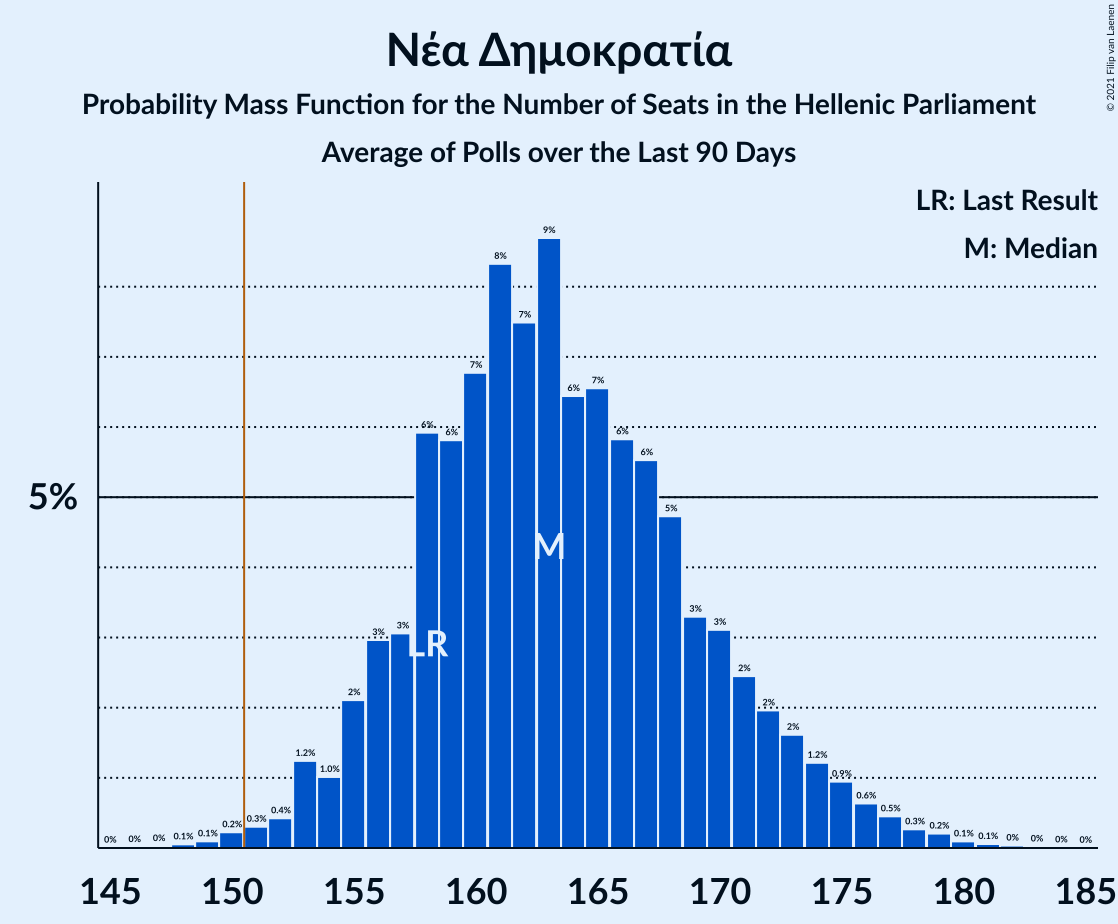 Νέα Δημοκρατία
Probability Mass Function for the Number of Seats in the Hellenic Parliament
Average of Polls over the Last 90 Days
© 2021 Filip van Laenen
LR: Last Result
M: Median
5%
0% 0% 0% 0.1% 0.1% 0.2% 0.3% 0.4% 1.2% 1.0% 2% 3% 3% 6% 6% 7% 8% 7% 9% 6% 7% 6% 6% 5% 3% 3% 2% 2% 2% 1.2% 0.9% 0.6% 0.5% 0.3% 0.2% 0.1% 0.1% 0% 0% 0% 0%
M
LR
145 150 155 160 165 170 175 180 185